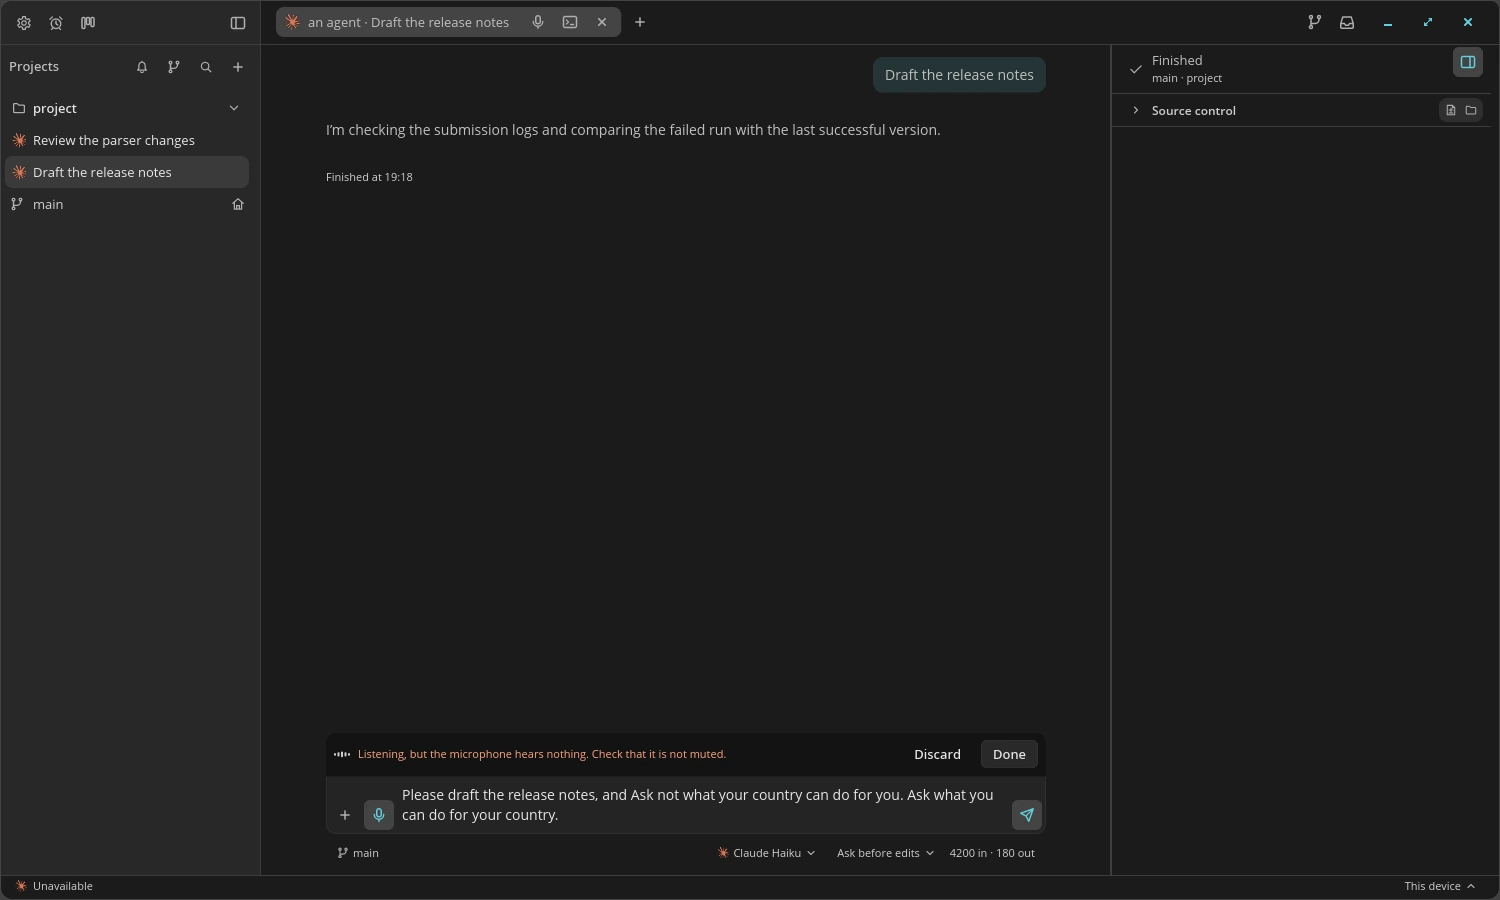 an agent · Draft the release notes
Projects
project
Review the parser changes
Draft the release notes
main
Draft the release notes
I'm checking the submission logs and comparing the failed run with the last successful version.
Finished at 19:18
Listening, but the microphone hears nothing. Check that it is not muted.
Discard
Done
Please draft the release notes, and Ask not what your country can do for you. Ask what you
can do for your country.
main
Claude Haiku
Ask before edits
4200 in · 180 out
Finished
main · project
Source control
Unavailable
This device